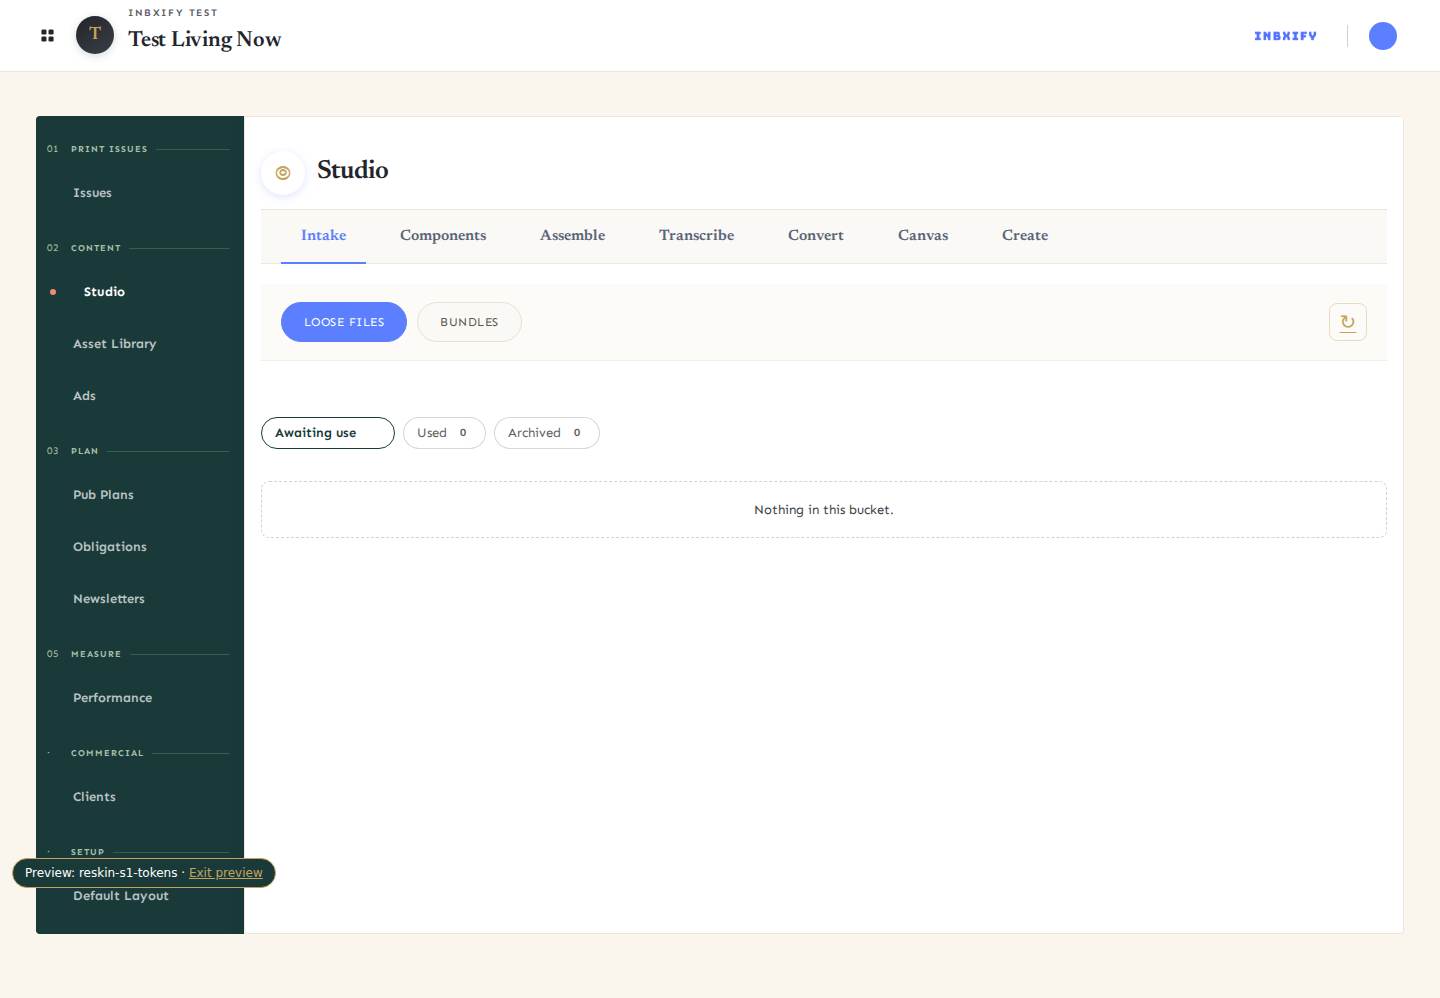 INBXIFY TEST
T
Test Living Now
INBXIFY
01 PRINT ISSUES
Issues
02 CONTENT
Studio
Asset Library
Ads
03 PLAN
Pub Plans
Obligations
Newsletters
05 MEASURE
Performance
· COMMERCIAL
Clients
· SETUP
Default Layout
Preview: reskin-s1-tokens · Exit preview
Studio
Intake Components Assemble Transcribe Convert Canvas Create
LOOSE FILES BUNDLES
Awaiting use Used 0 Archived 0
Nothing in this bucket.